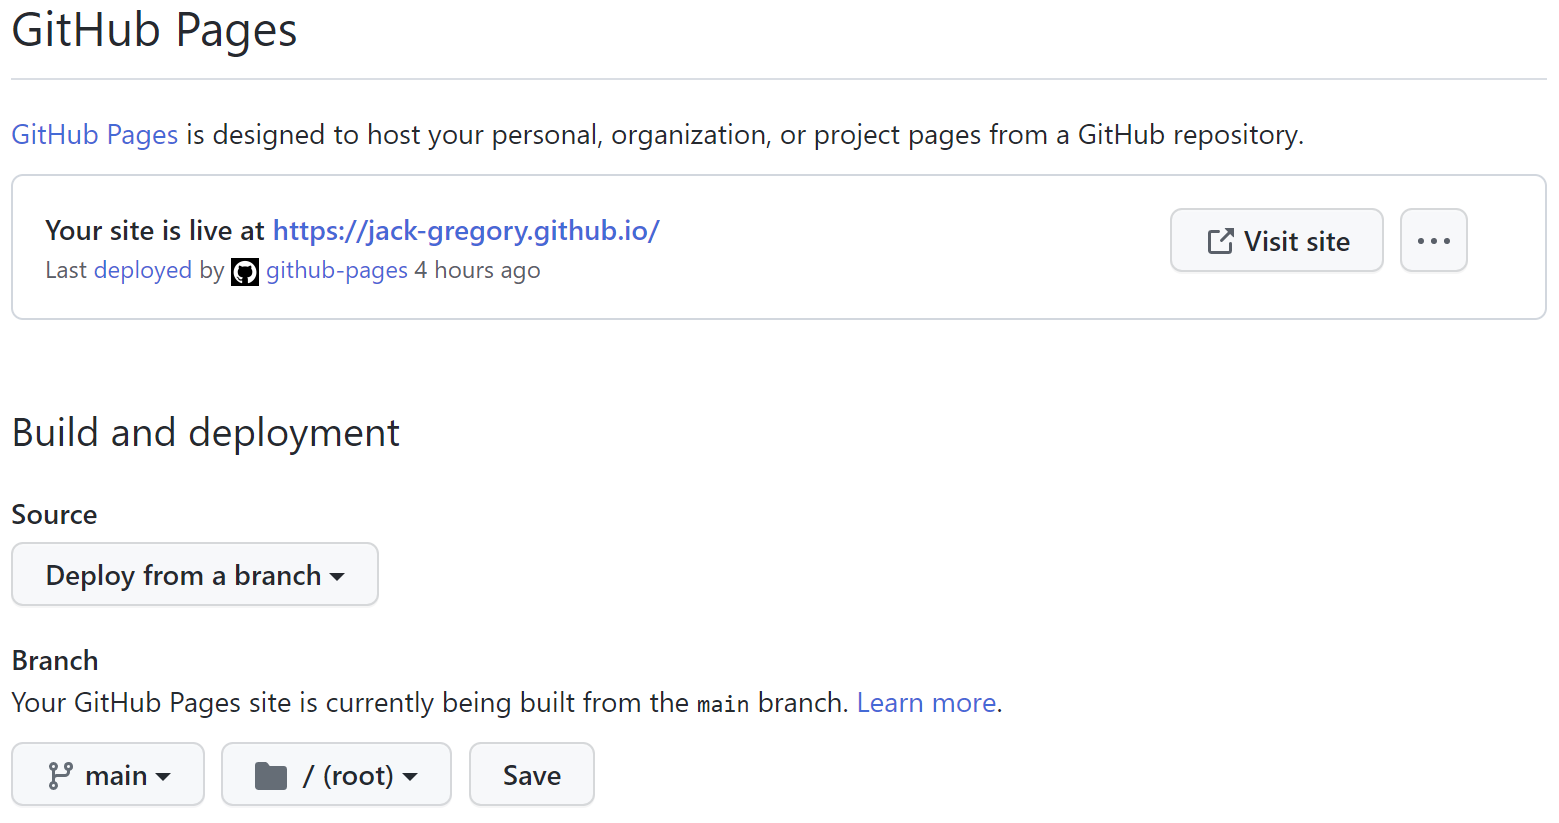 GitHub Pages
GitHub Pages is designed to host your personal, organization, or project pages from a GitHub repository.
Your site is live at https://jack-gregory.github.io/
Visit site
Last deployed by github-pages 4 hours ago
Build and deployment
Source
Deploy from a branch
Branch
Your GitHub Pages site is currently being built from the main branch. Learn more.
main / (root) Save